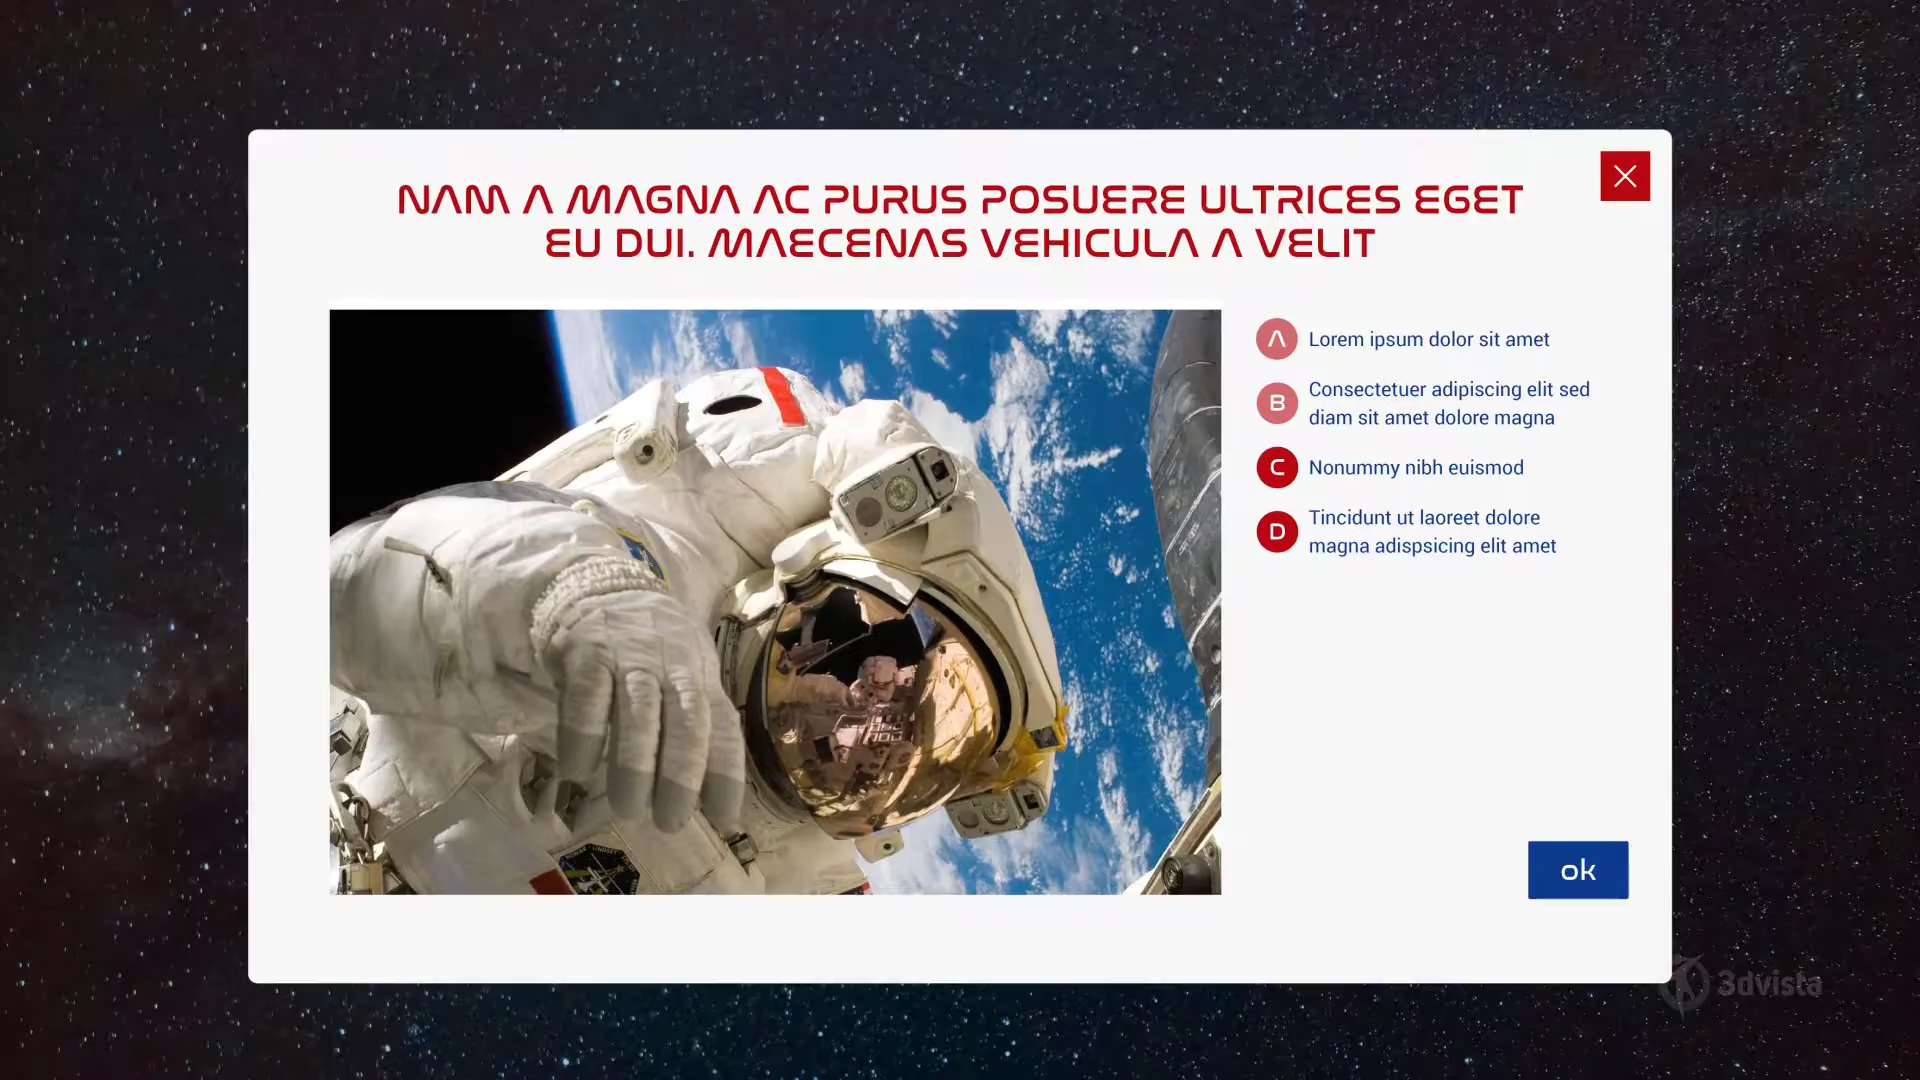 NAM A MAGNA AC PURUS POSUERE ULTRICES EGET
EU DUI. MAECENAS VEHICULA A VELIT
A Lorem ipsum dolor sit amet
B Consectetuer adipiscing elit sed
diam sit amet dolore magna
C Nonummy nibh euismod
D Tincidunt ut laoreet dolore
magna adispsicing elit amet
ok
3dvista